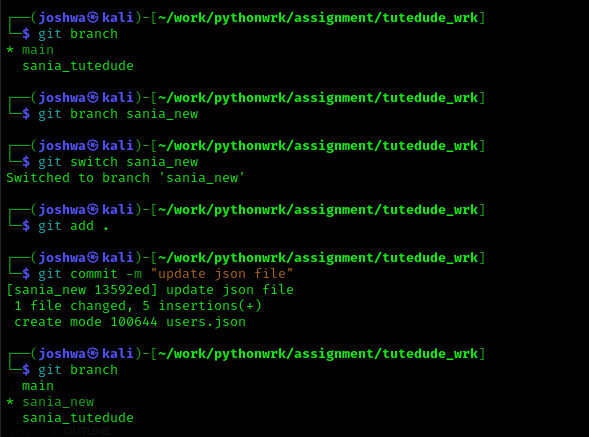 ┌──(joshwa㉿kali)-[~/work/pythonwrk/assignment/tutedude_wrk]
└─$ git branch
* main
  sania_tutedude
┌──(joshwa㉿kali)-[~/work/pythonwrk/assignment/tutedude_wrk]
└─$ git branch sania_new
┌──(joshwa㉿kali)-[~/work/pythonwrk/assignment/tutedude_wrk]
└─$ git switch sania_new
Switched to branch 'sania_new'
┌──(joshwa㉿kali)-[~/work/pythonwrk/assignment/tutedude_wrk]
└─$ git add .
┌──(joshwa㉿kali)-[~/work/pythonwrk/assignment/tutedude_wrk]
└─$ git commit -m "update json file"
[sania_new 13592ed] update json file
 1 file changed, 5 insertions(+)
 create mode 100644 users.json
┌──(joshwa㉿kali)-[~/work/pythonwrk/assignment/tutedude_wrk]
└─$ git branch
  main
* sania_new
  sania_tutedude
OUTLINE